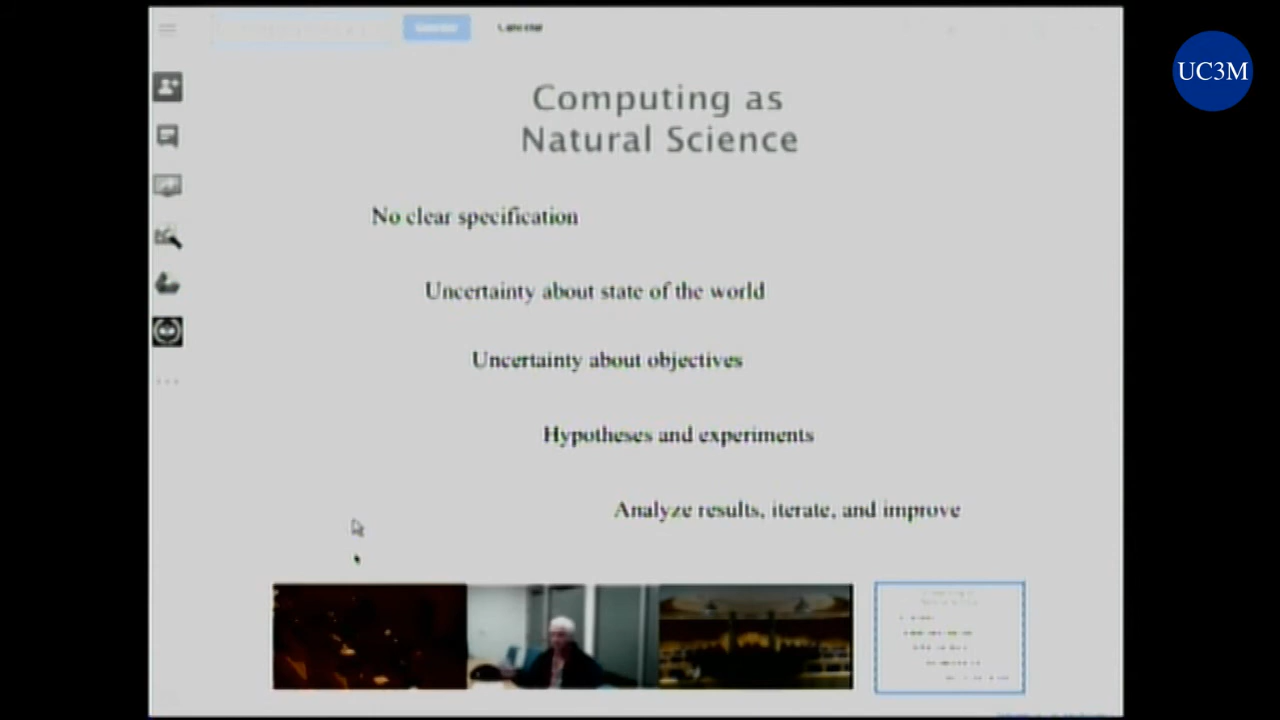 UC3M
Computing as
Natural Science
No clear specification
Uncertainty about state of the world
Uncertainty about objectives
Hypotheses and experiments
Analyze results, iterate, and improve